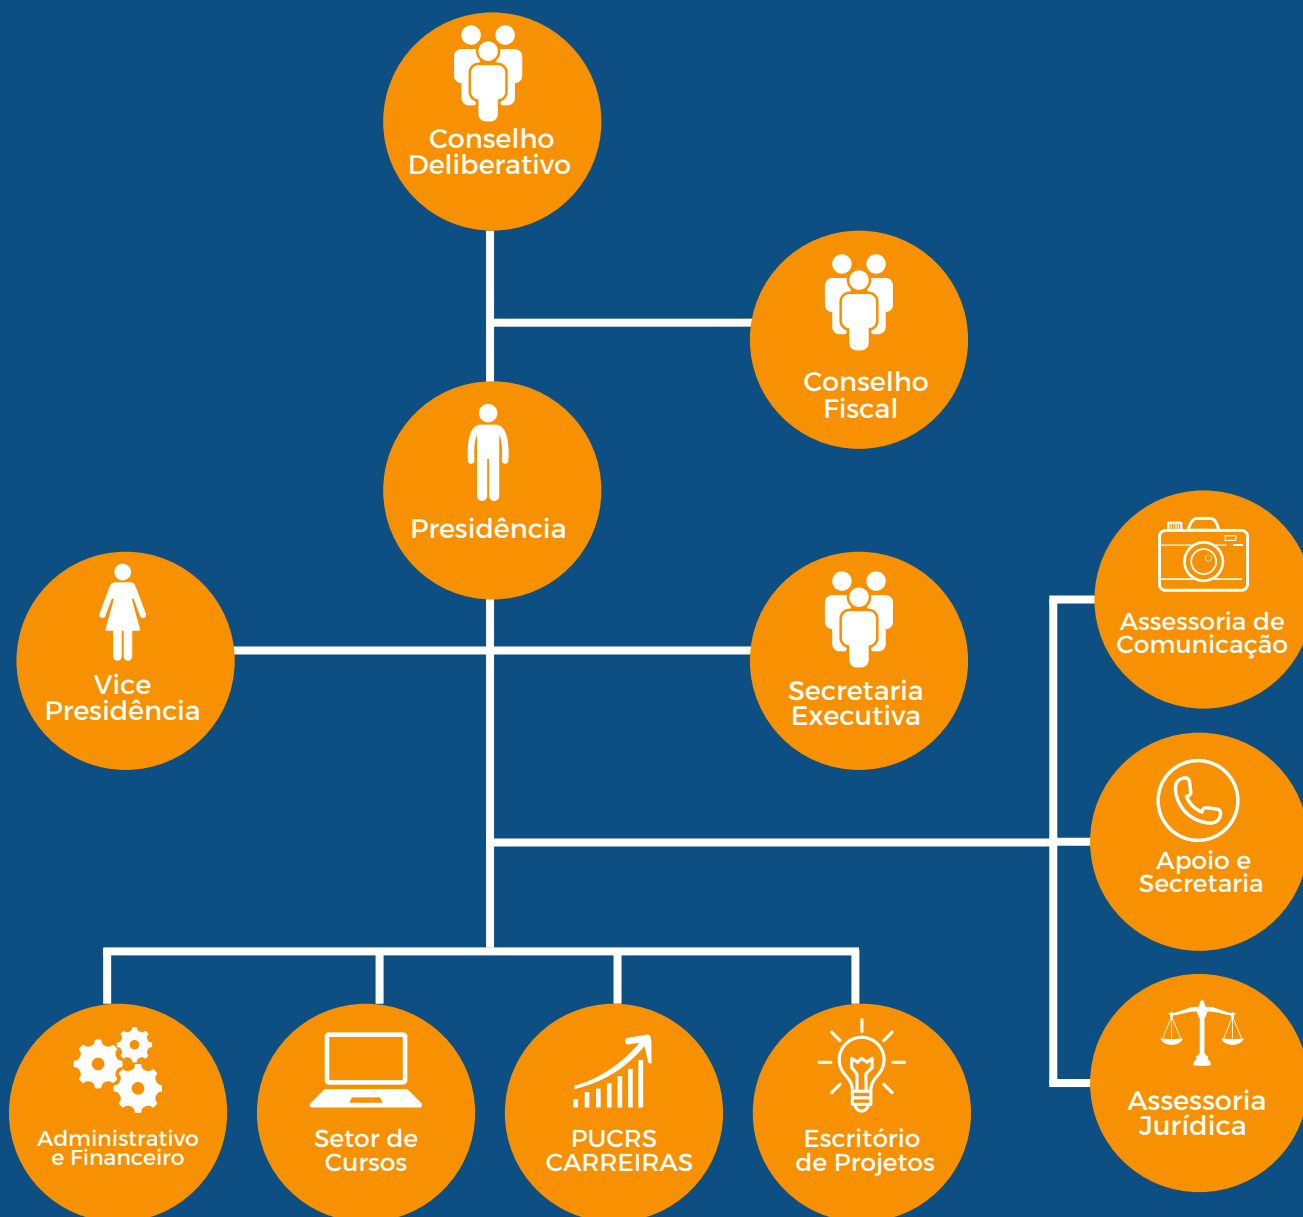 Conselho
Deliberativo
Conselho
Fiscal
Presidência
Vice
Presidência
Secretaria
Executiva
Assessoria de
Comunicação
Apoio e
Secretaria
Assessoria
Jurídica
Administrativo
e Financeiro
Setor de
Cursos
PUCRS
CARREIRAS
Escritório
de Projetos